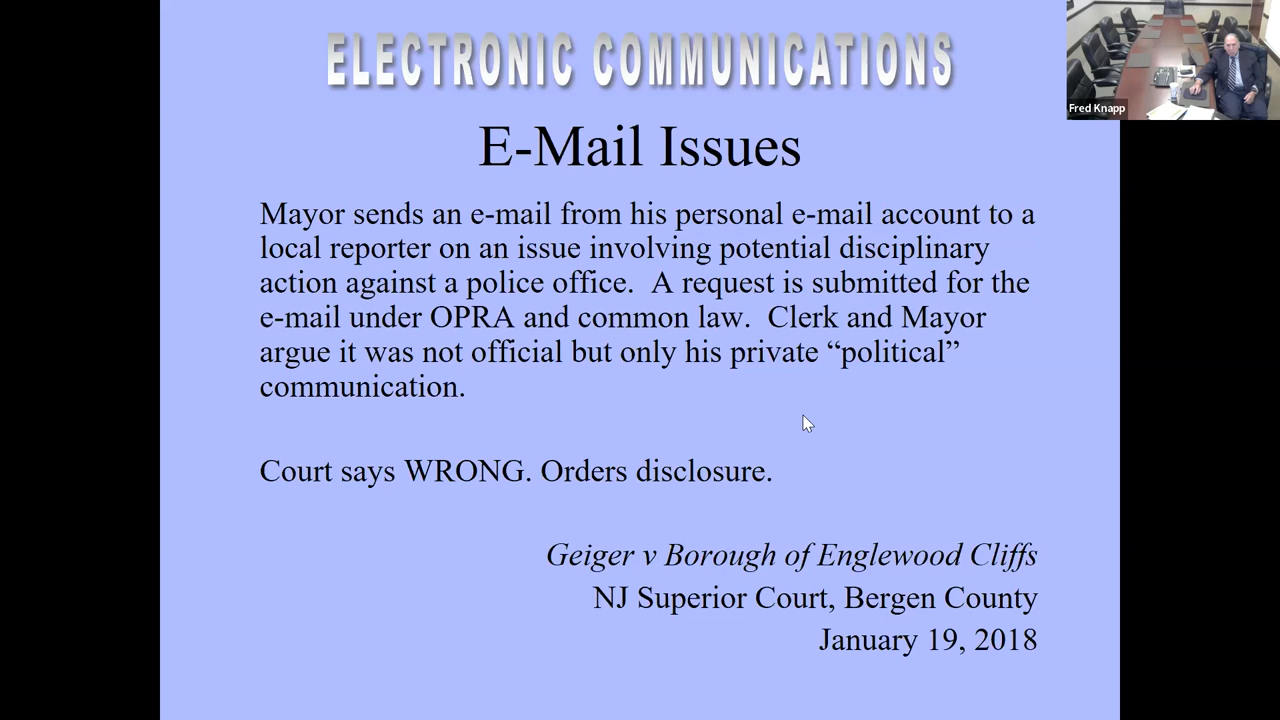 ELECTRONIC COMMUNICATIONS
Fred Knapp
E-Mail Issues
Mayor sends an e-mail from his personal e-mail account to a
local reporter on an issue involving potential disciplinary
action against a police office.  A request is submitted for the
e-mail under OPRA and common law.  Clerk and Mayor
argue it was not official but only his private “political”
communication.
Court says WRONG. Orders disclosure.
Geiger v Borough of Englewood Cliffs
NJ Superior Court, Bergen County
January 19, 2018